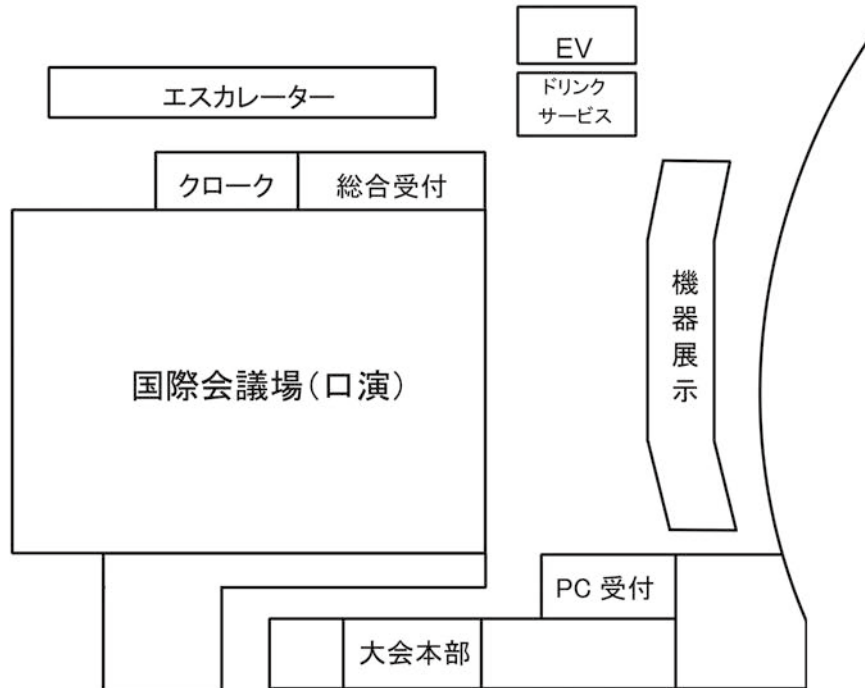 EV
ドリンク
サービス
エスカレーター
クローク
総合受付
機器展示
国際会議場(口演)
PC 受付
大会本部